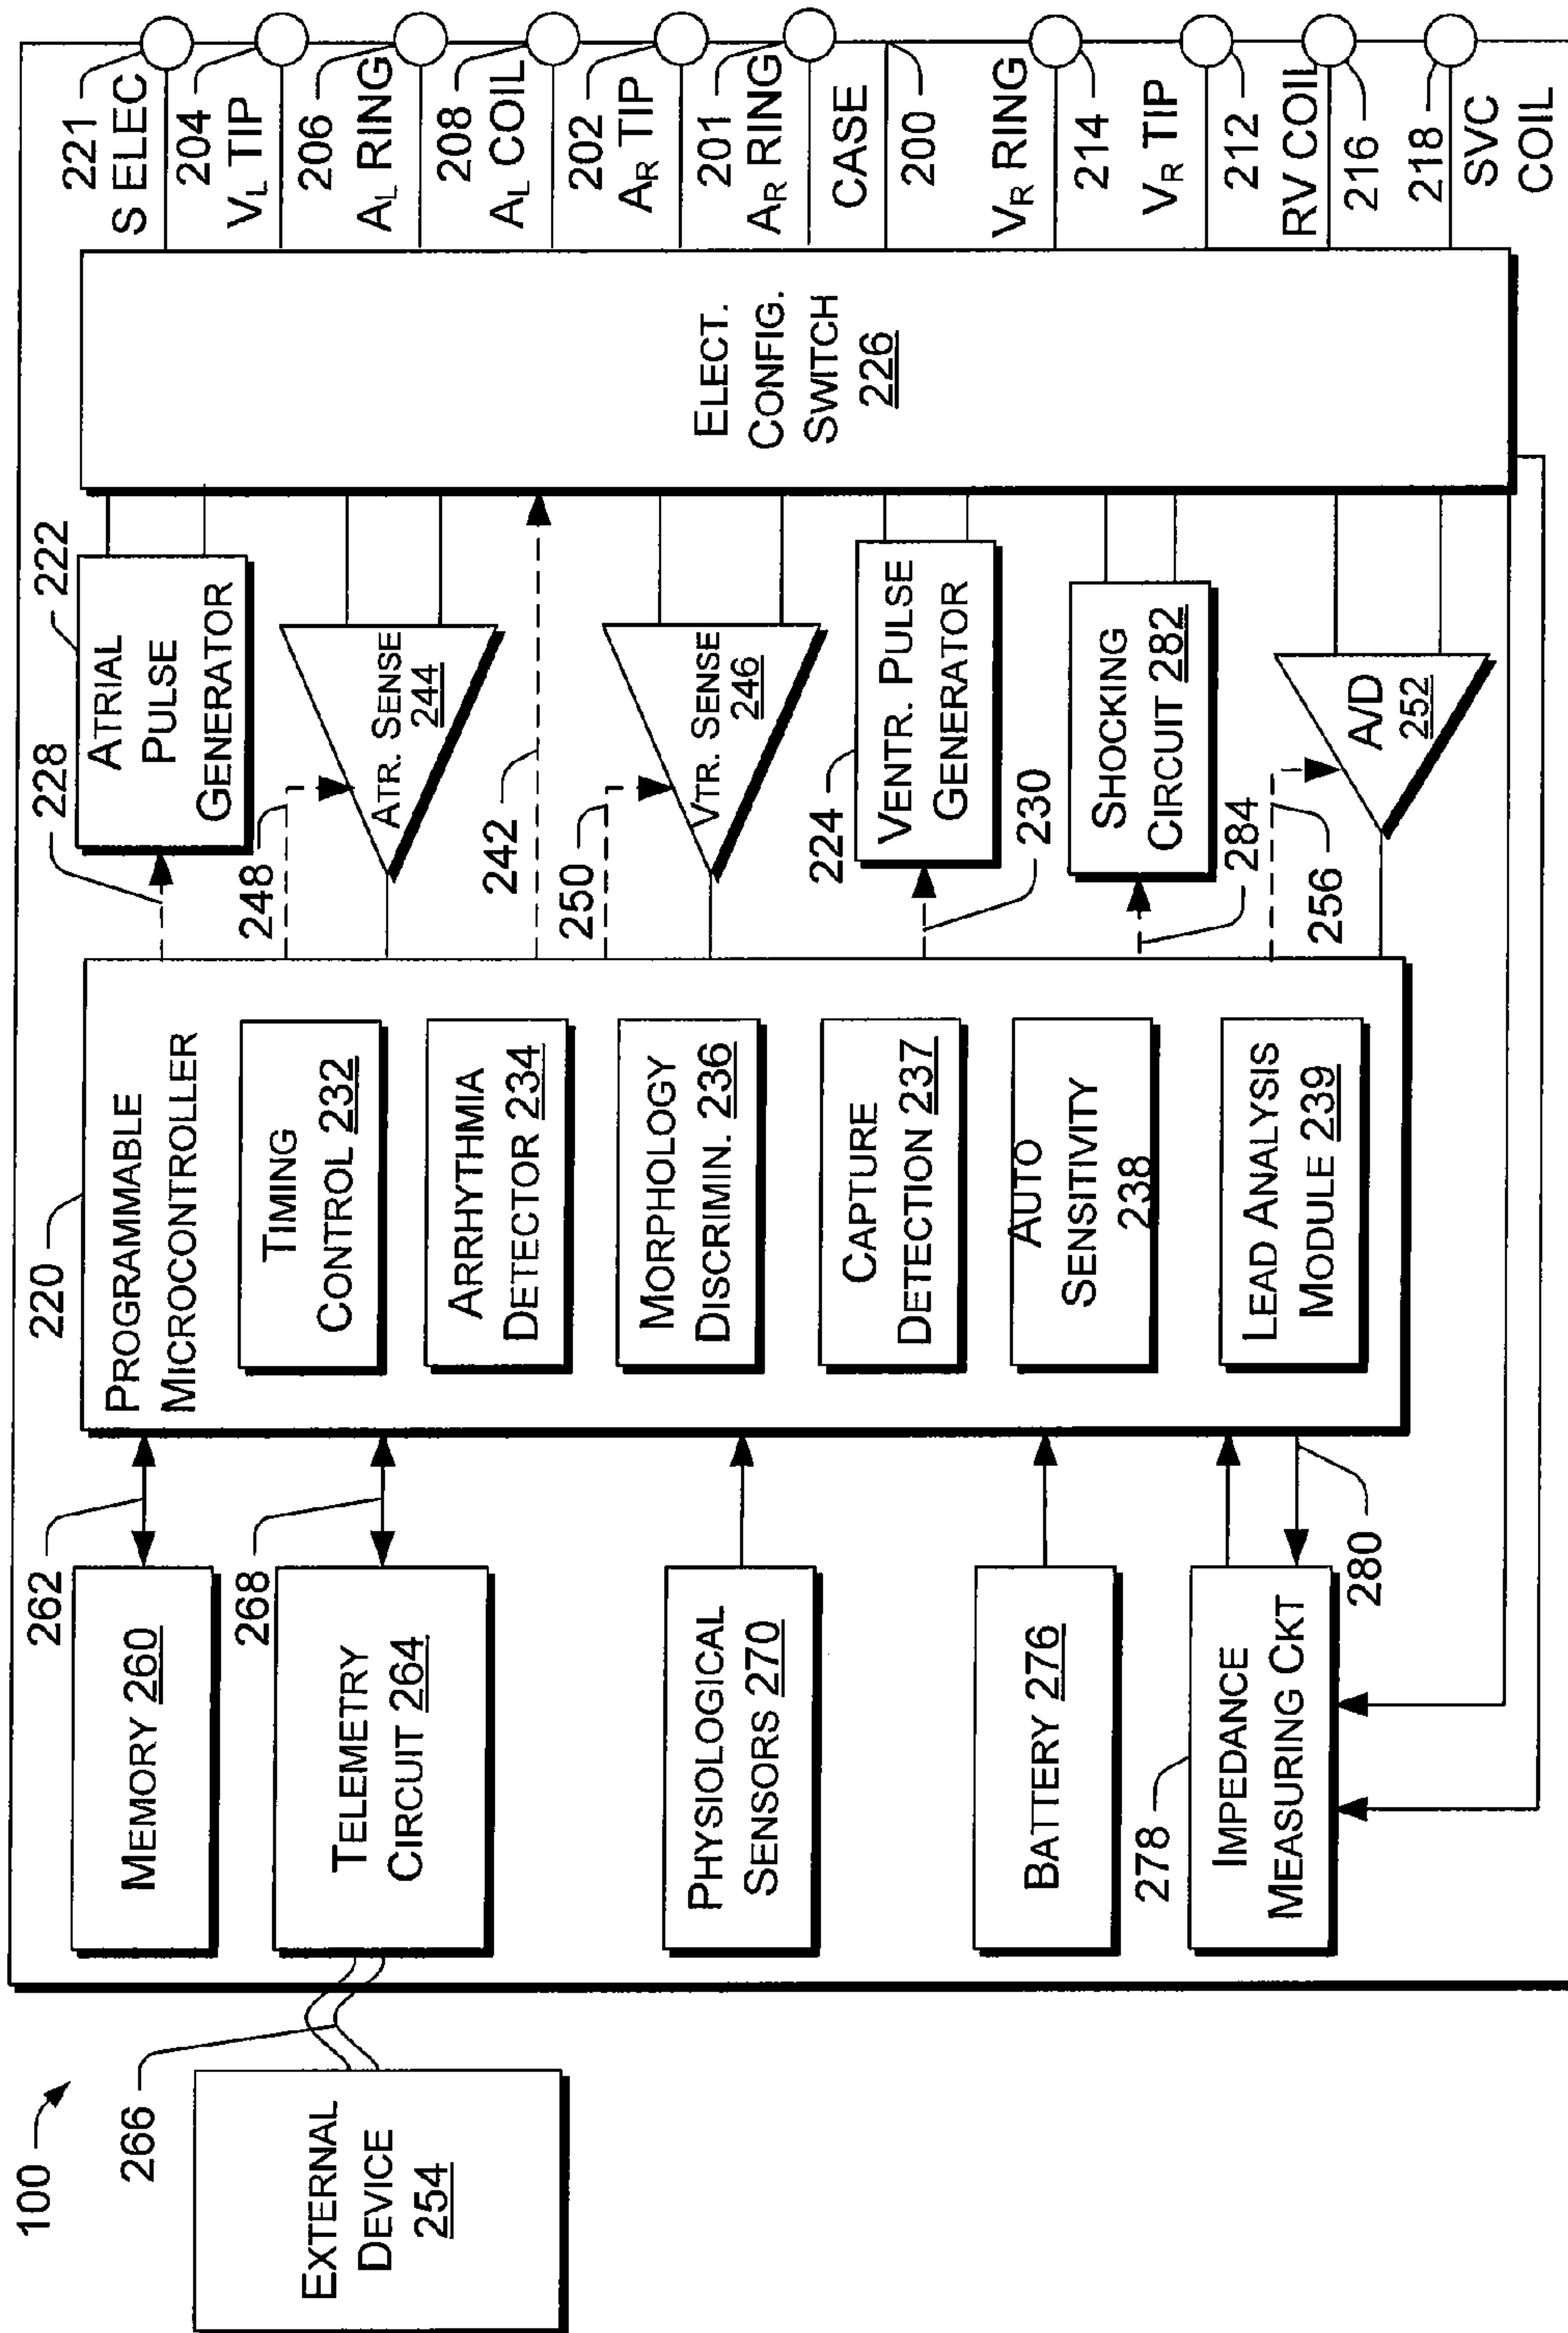 100
EXTERNAL
DEVICE
254
266
262
MEMORY 260
268
TELEMETRY
CIRCUIT 264
PHYSIOLOGICAL
SENSORS 270
BATTERY 276
278
IMPEDANCE
MEASURING CKT
280
220
PROGRAMMABLE
MICROCONTROLLER
TIMING
CONTROL 232
ARRHYTHMIA
DETECTOR 234
MORPHOLOGY
DISCRIMIN. 236
CAPTURE
DETECTION 237
AUTO
SENSITIVITY
238
LEAD ANALYSIS
MODULE 239
228
222
ATRIAL
PULSE
GENERATOR
248
ATR. SENSE
244
242
250
VTR. SENSE
246
224
VENTR. PULSE
GENERATOR
230
SHOCKING
CIRCUIT 282
284
256
A/D
252
ELECT.
CONFIG.
SWITCH
226
221
S ELEC
204
VL TIP
206
AL RING
208
AL COIL
202
AR TIP
201
AR RING
CASE
200
VR RING
214
VR TIP
212
RV COIL
216
218
SVC
COIL